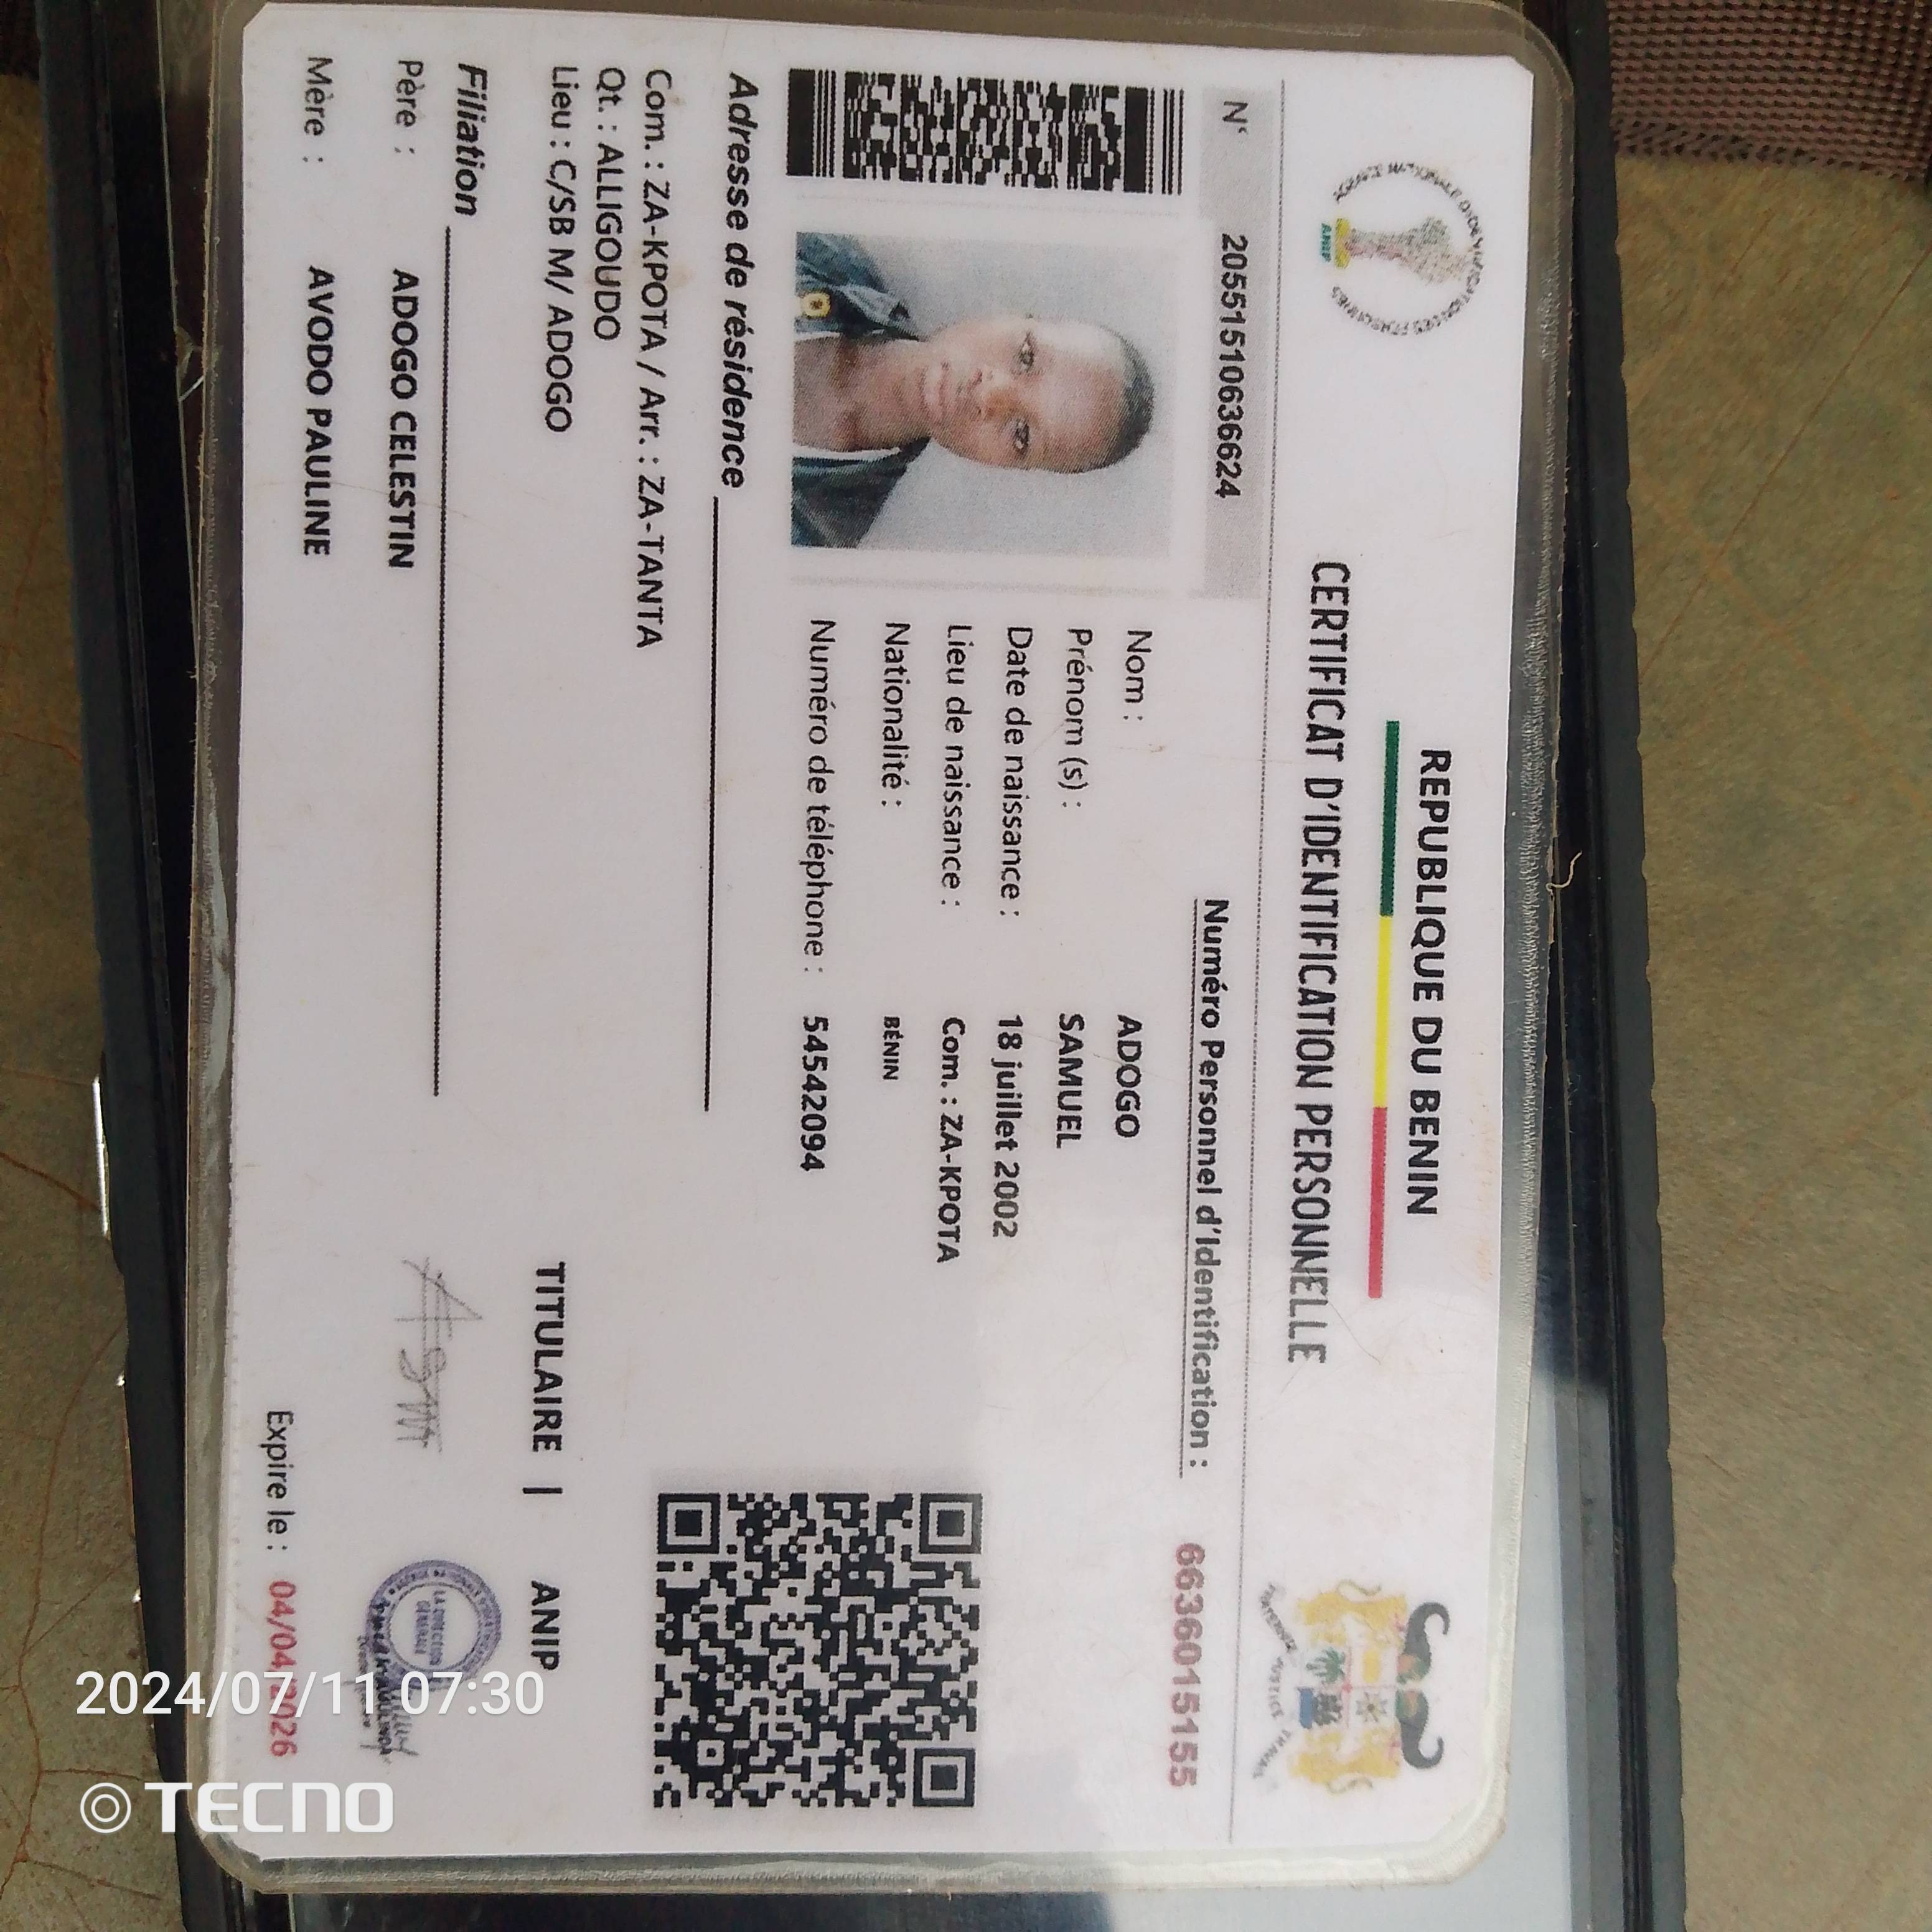 REPUBLIQUE DU BENIN
CERTIFICAT D'IDENTIFICATION PERSONNELLE
ANIP
N° 20551510636624
Numéro Personnel d'Identification : 6636015155
Nom : ADOGO
Prénom (s) : SAMUEL
Date de naissance : 18 juillet 2002
Lieu de naissance : Com. : ZA-KPOTA
Nationalité : BÉNIN
Numéro de téléphone : 54542094
Adresse de résidence
Com. : ZA-KPOTA / Arr. : ZA-TANTA
Qt. : ALLIGOUDO
Lieu : C/SB M/ ADOGO
Filiation
Père : ADOGO CELESTIN
Mère : AVODO PAULINE
TITULAIRE | ANIP
Expire le : 04/04/2026
2024/07/11 07:30
TECNO